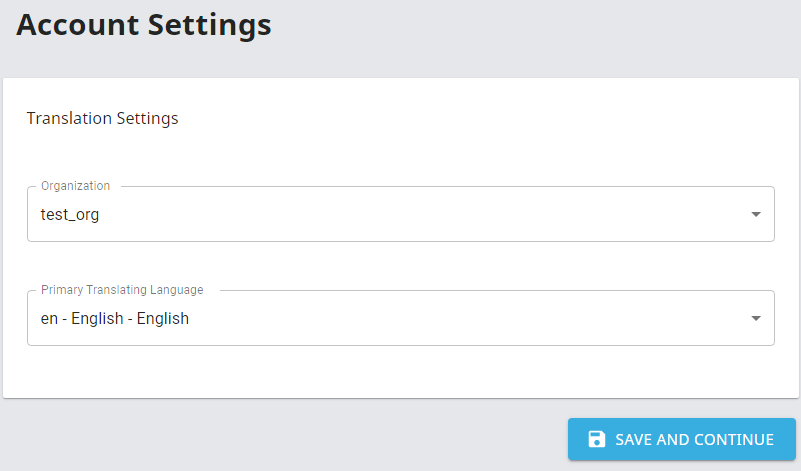 Account Settings
Translation Settings
Organization
test_org
Primary Translating Language
en - English - English
SAVE AND CONTINUE